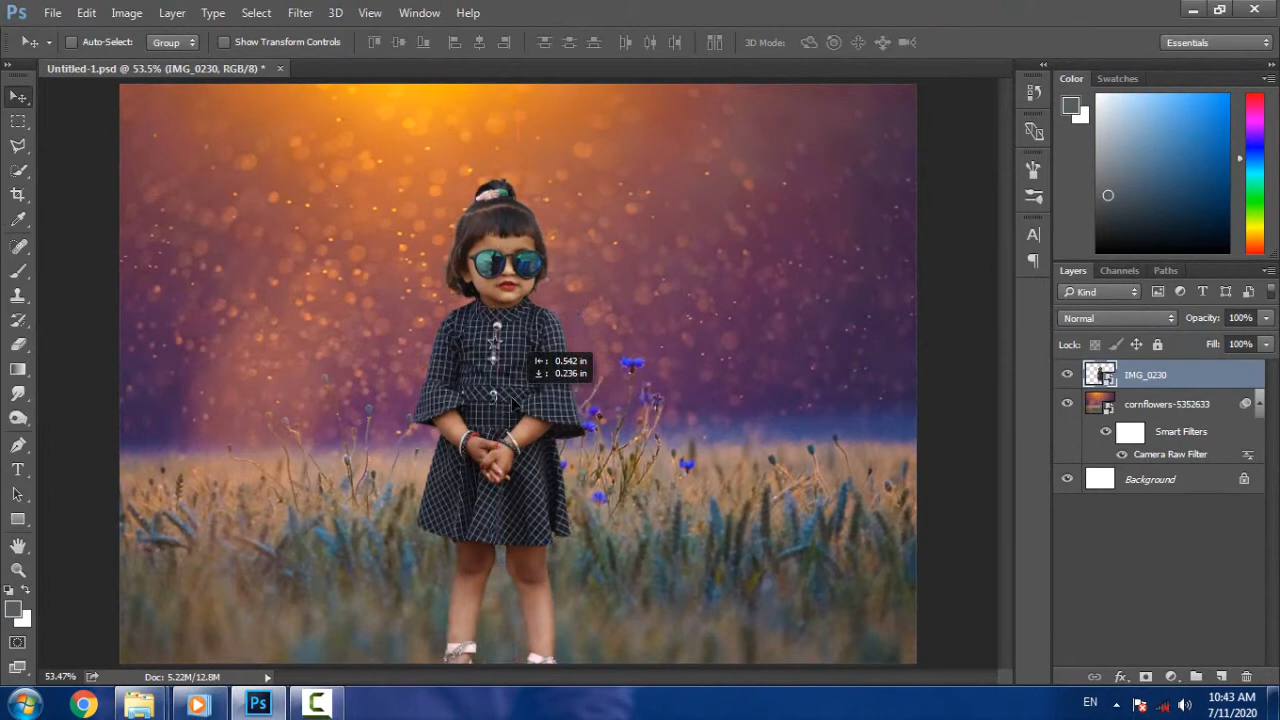 Ps File Edit Image Layer Type Select Filter 3D View Window Help
Auto-Select: Group Show Transform Controls 3D Mode: Essentials
Untitled-1.psd @ 53.5% (IMG_0230, RGB/8) * ×
Color Swatches
0.542 in
0.236 in
A
Layers Channels Paths
Kind
Normal Opacity: 100%
Lock: Fill: 100%
IMG_0230
cornflowers-5352633
Smart Filters
Camera Raw Filter
Background
T
fx
53.47% Doc: 5.22M/12.8M
Ps C EN 10:43 AM
7/11/2020